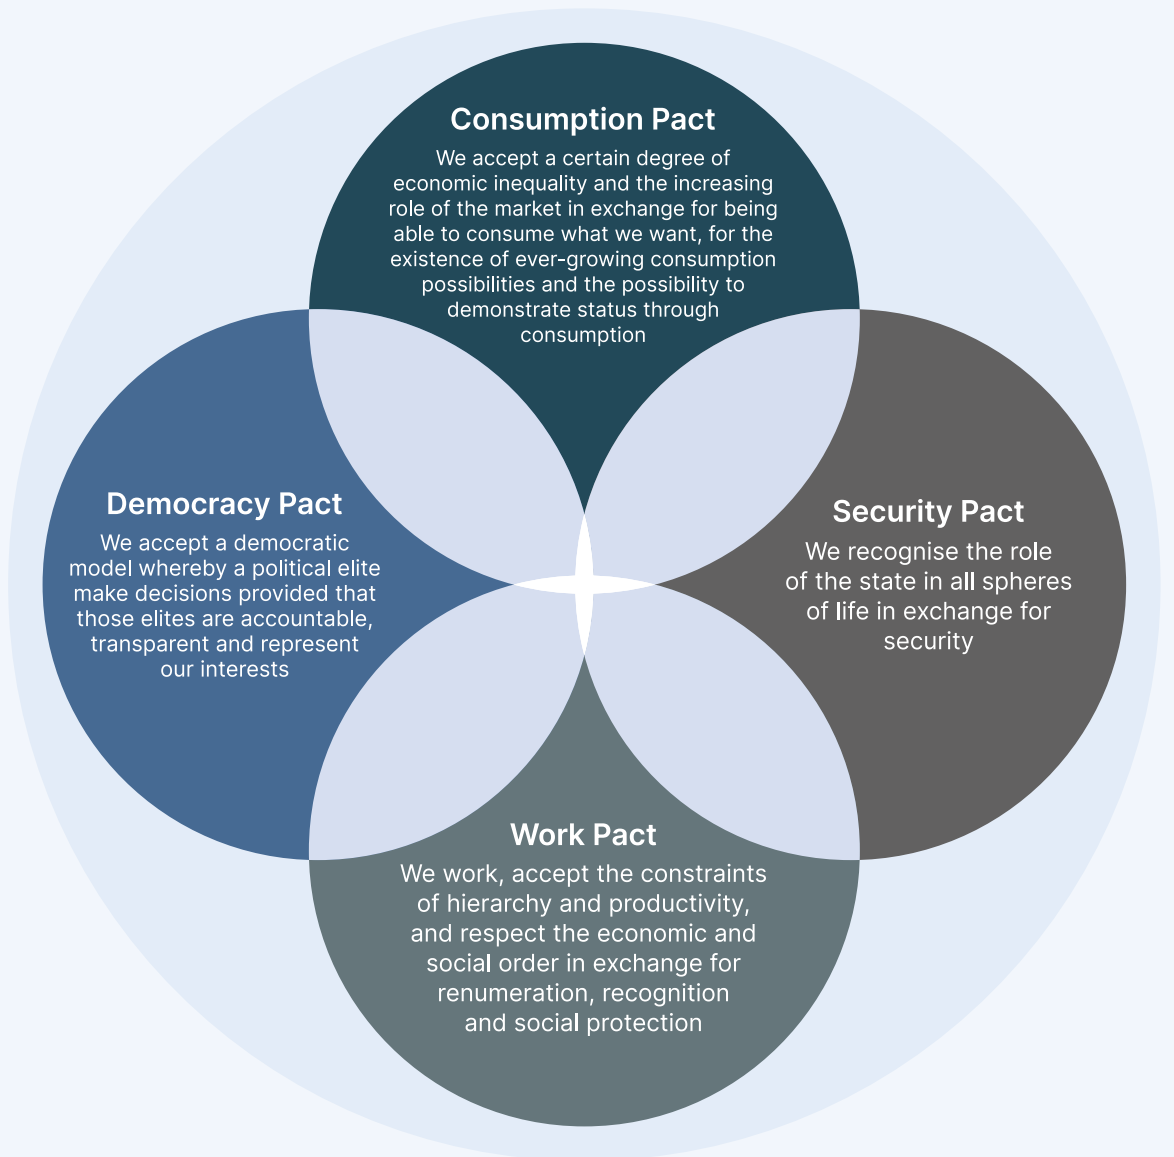 Consumption Pact
We accept a certain degree of
economic inequality and the increasing
role of the market in exchange for being
able to consume what we want, for the
existence of ever-growing consumption
possibilities and the possibility to
demonstrate status through
consumption
Democracy Pact
We accept a democratic
model whereby a political elite
make decisions provided that
those elites are accountable,
transparent and represent
our interests
Security Pact
We recognise the role
of the state in all spheres
of life in exchange for
security
Work Pact
We work, accept the constraints
of hierarchy and productivity,
and respect the economic and
social order in exchange for
renumeration, recognition
and social protection